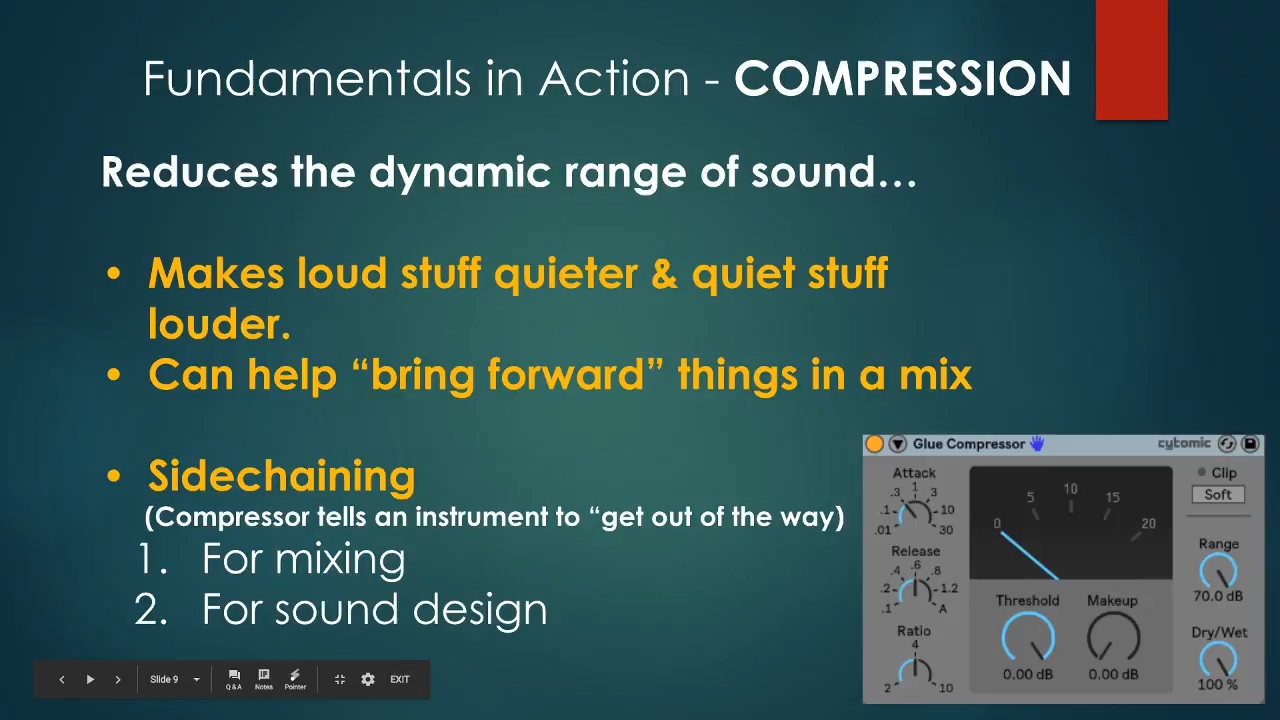 Fundamentals in Action - COMPRESSION
Reduces the dynamic range of sound…
• Makes loud stuff quieter & quiet stuff
louder.
• Can help “bring forward” things in a mix
• Sidechaining
(Compressor tells an instrument to “get out of the way)
1. For mixing
2. For sound design
Glue Compressor
cytomic
Attack
.01 .1 .3 1 3 10 30
Release
.1 .2 .4 .6 .8 1.2 A
Ratio
2 4 10
0 5 10 15 20
Threshold
0.00 dB
Makeup
0.00 dB
Clip
Soft
Range
70.0 dB
Dry/Wet
100 %
Slide 9
Q&A
Notes
Pointer
EXIT